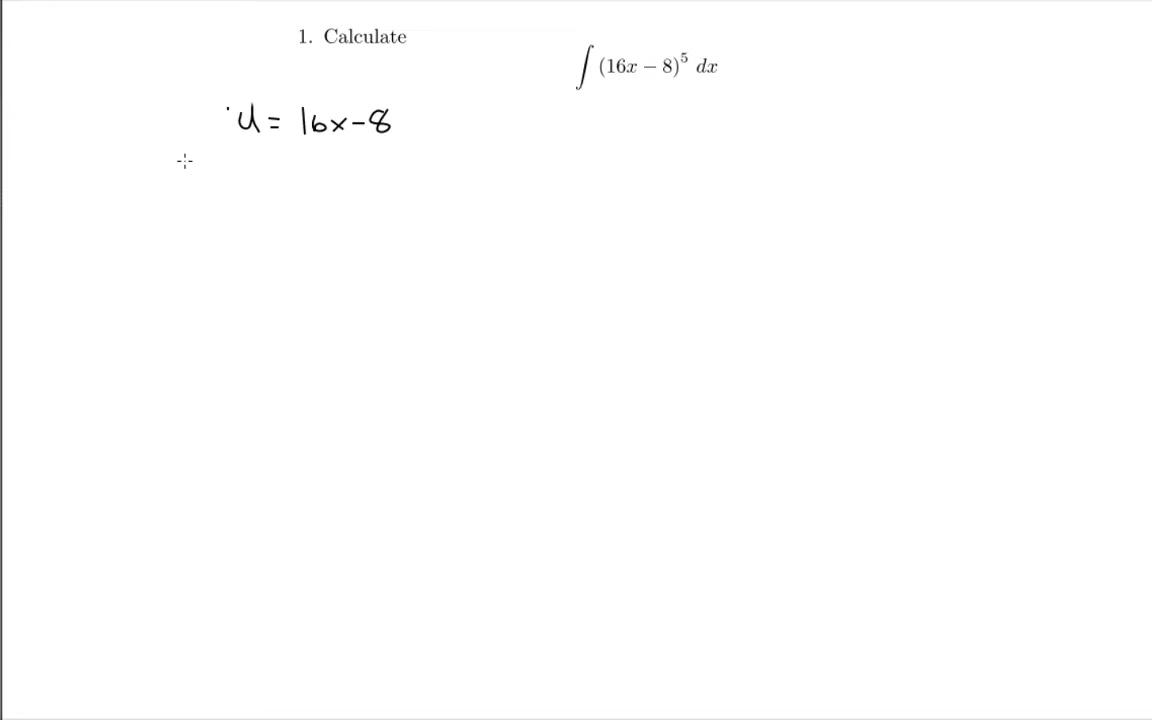 1. Calculate
∫(16x − 8)⁵ dx
u = 16x-8